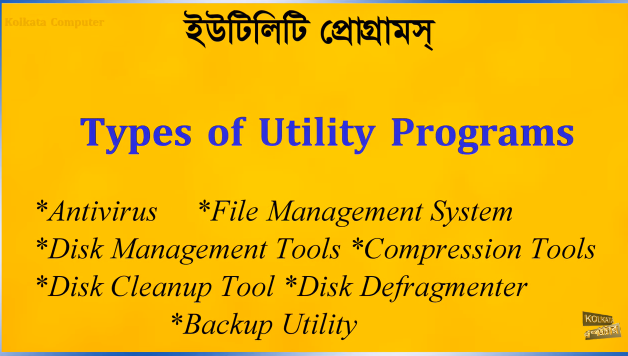 Kolkata Computer
ইউটিলিটি প্রোগ্রামস্
Types of Utility Programs
*Antivirus *File Management System
*Disk Management Tools *Compression Tools
*Disk Cleanup Tool *Disk Defragmenter
*Backup Utility
KOLKATA